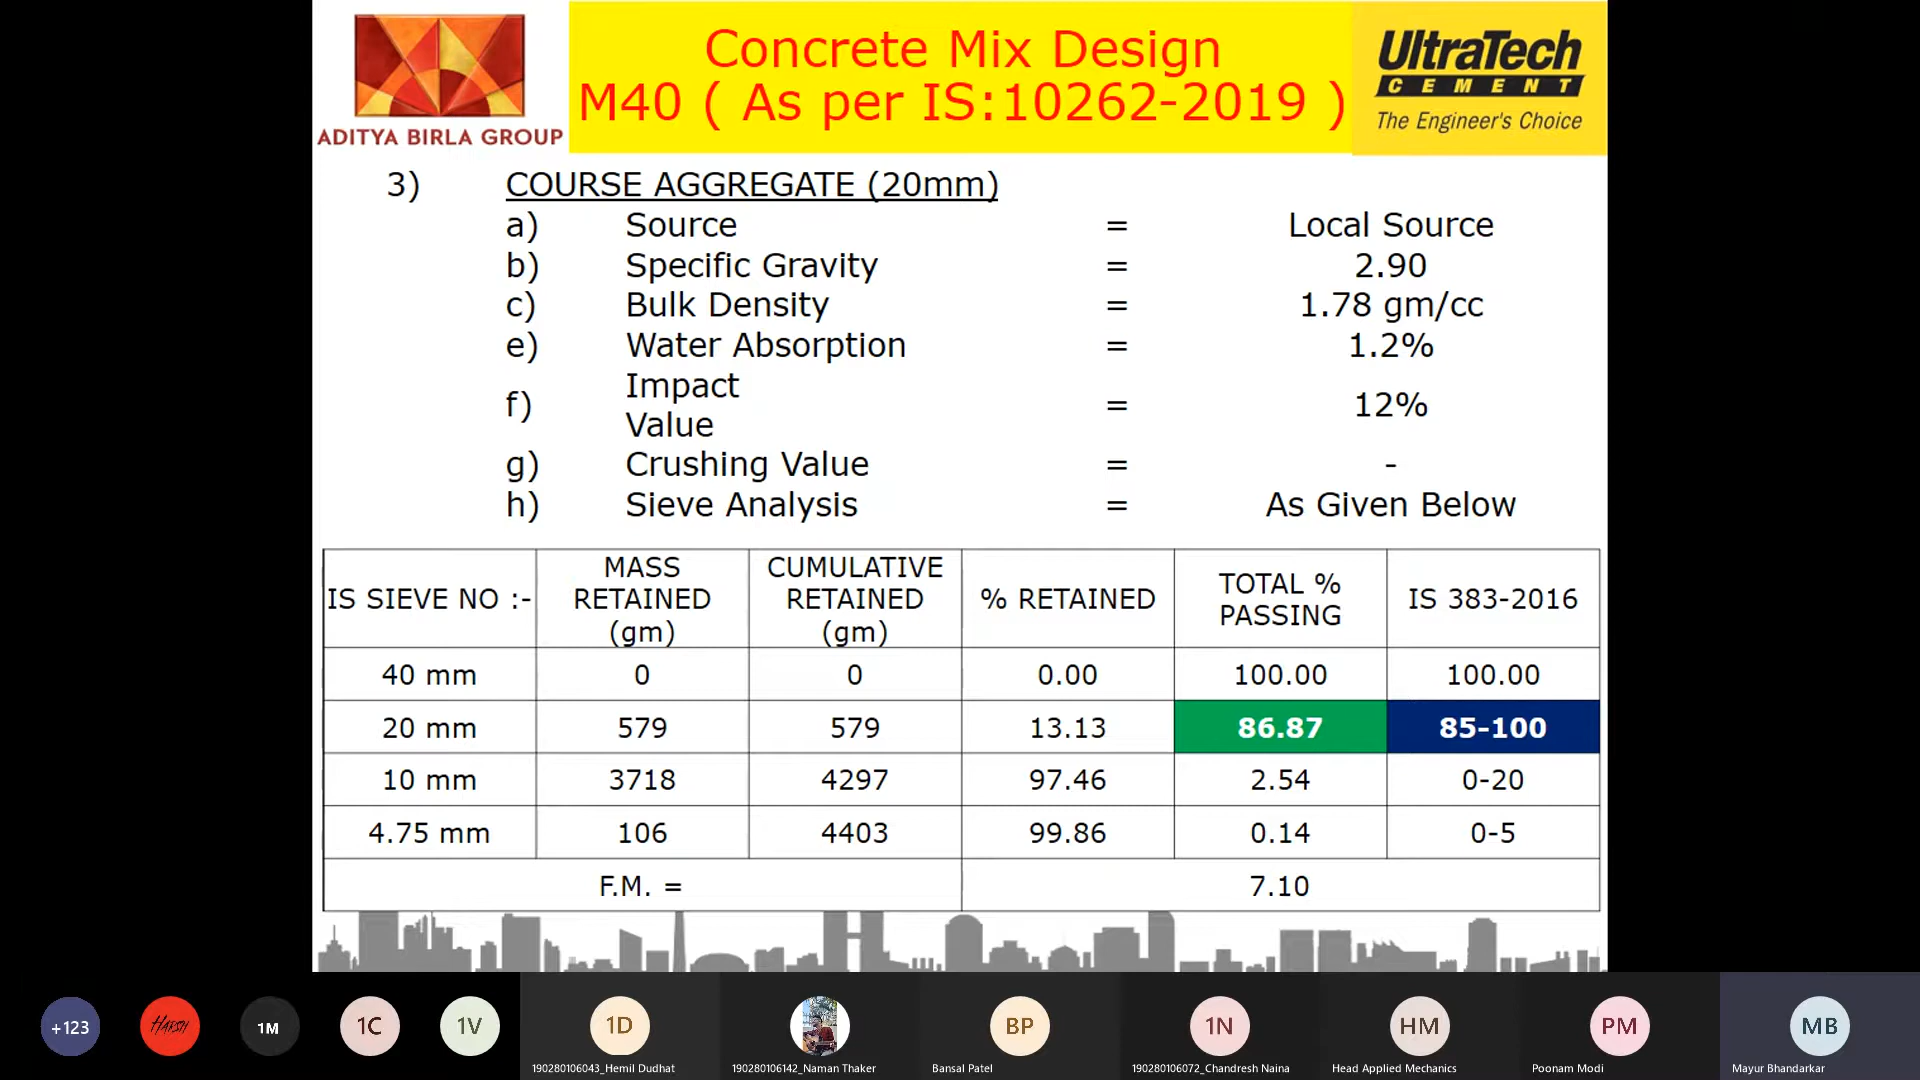 ADITYA BIRLA GROUP
Concrete Mix Design
M40 ( As per IS:10262-2019 )
UltraTech
CEMENT
The Engineer's Choice
3) COURSE AGGREGATE (20mm)
a) Source = Local Source
b) Specific Gravity = 2.90
c) Bulk Density = 1.78 gm/cc
e) Water Absorption = 1.2%
f) Impact Value = 12%
g) Crushing Value = -
h) Sieve Analysis = As Given Below
IS SIEVE NO :- MASS RETAINED (gm) CUMULATIVE RETAINED (gm) % RETAINED TOTAL % PASSING IS 383-2016
40 mm 0 0 0.00 100.00 100.00
20 mm 579 579 13.13 86.87 85-100
10 mm 3718 4297 97.46 2.54 0-20
4.75 mm 106 4403 99.86 0.14 0-5
F.M. = 7.10
+123 HARSH 1M 1C 1V 1D BP 1N HM PM MB
190280106043_Hemil Dudhat 190280106142_Naman Thaker Bansal Patel 190280106072_Chandresh Naina Head Applied Mechanics Poonam Modi Mayur Bhandarkar